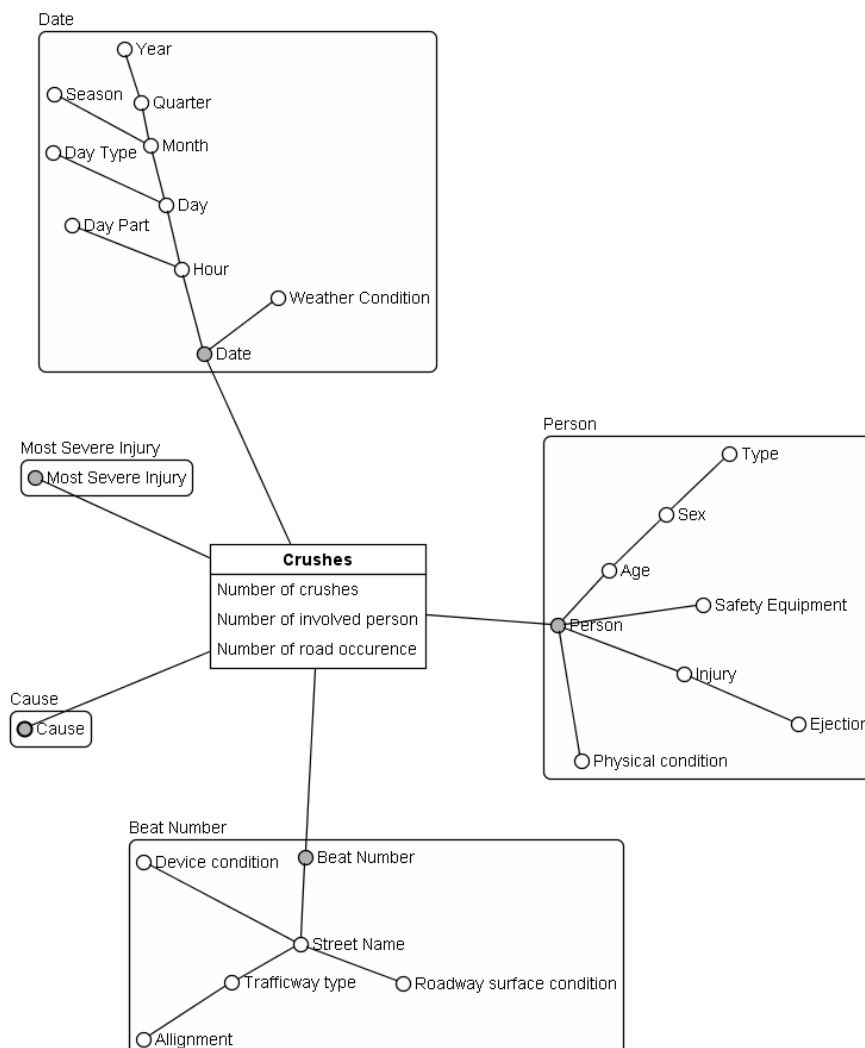 Date
Year
Season
Quarter
Month
Day Type
Day
Day Part
Hour
Weather Condition
Date
Most Severe Injury
Most Severe Injury
Person
Type
Sex
Age
Safety Equipment
Person
Injury
Ejection
Physical condition
Crushes
Number of crushes
Number of involved person
Number of road occurence
Cause
Cause
Beat Number
Device condition
Beat Number
Street Name
Trafficway type
Roadway surface condition
Allignment